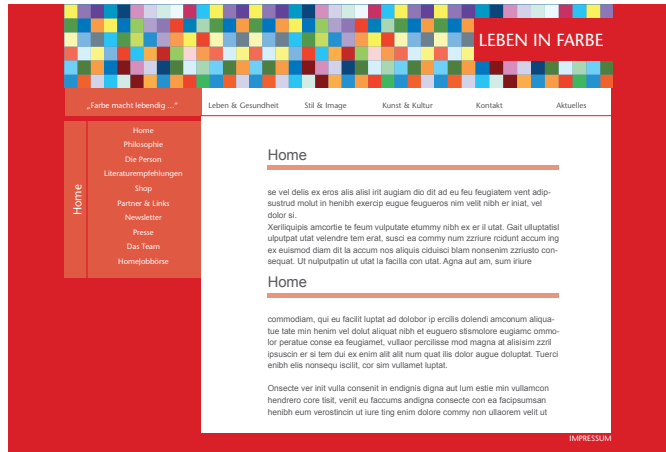 LEBEN IN FARBE
„Farbe macht lebendig ...“
Leben & Gesundheit
Stil & Image
Kunst & Kultur
Kontakt
Aktuelles
Home
Home
Philosophie
Die Person
Literaturempfehlungen
Shop
Partner & Links
Newsletter
Presse
Das Team
HomeJobbörse
Home
se vel delis ex eros alis alisl irit augiam dio dit ad eu feu feugiatem vent adip-
sustrud molut in henibh exercip eugue feugueros nim velit nibh er iniat, vel
dolor si.
Xerliquipis amcortie te feum vulputate etummy nibh ex er il utat. Gait ulluptatisl
ulputpat utat velendre tem erat, susci ea commy num zzriure rcidunt accum ing
ex euismod diam dit la accum nos aliquis ciduisci blam nonsenim zzriusto con-
sequat. Ut nulputpatin ut utat la facilla con utat. Agna aut am, sum iriure
Home
commodiam, qui eu facilit luptat ad dolobor ip ercilis dolendi amconum aliqua-
tue tate min henim vel dolut aliquat nibh et euguero stismolore eugiamc ommo-
lor peratue conse ea feugiamet, vullaor percilisse mod magna at alisisim zzril
ipsuscin er si tem dui ex enim alit alit num quat ilis dolor augue doluptat. Tuerci
enibh elis nonsequ iscilit, cor sim vullamet luptat.
Onsecte ver init vulla consenit in endignis digna aut lum estie min vullamcon
hendrero core tisit, venit eu faccums andigna consecte con ea facipsumsan
henibh eum verostincin ut iure ting enim dolore commy non ullaorem velit ut
IMPRESSUM